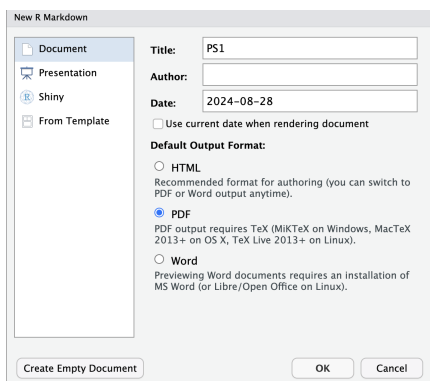 New R Markdown
Document
Presentation
R Shiny
From Template
Title: PS1
Author:
Date: 2024-08-28
Use current date when rendering document
Default Output Format:
HTML
Recommended format for authoring (you can switch to
PDF or Word output anytime).
PDF
PDF output requires TeX (MiKTeX on Windows, MacTeX
2013+ on OS X, TeX Live 2013+ on Linux).
Word
Previewing Word documents requires an installation of
MS Word (or Libre/Open Office on Linux).
Create Empty Document
OK
Cancel